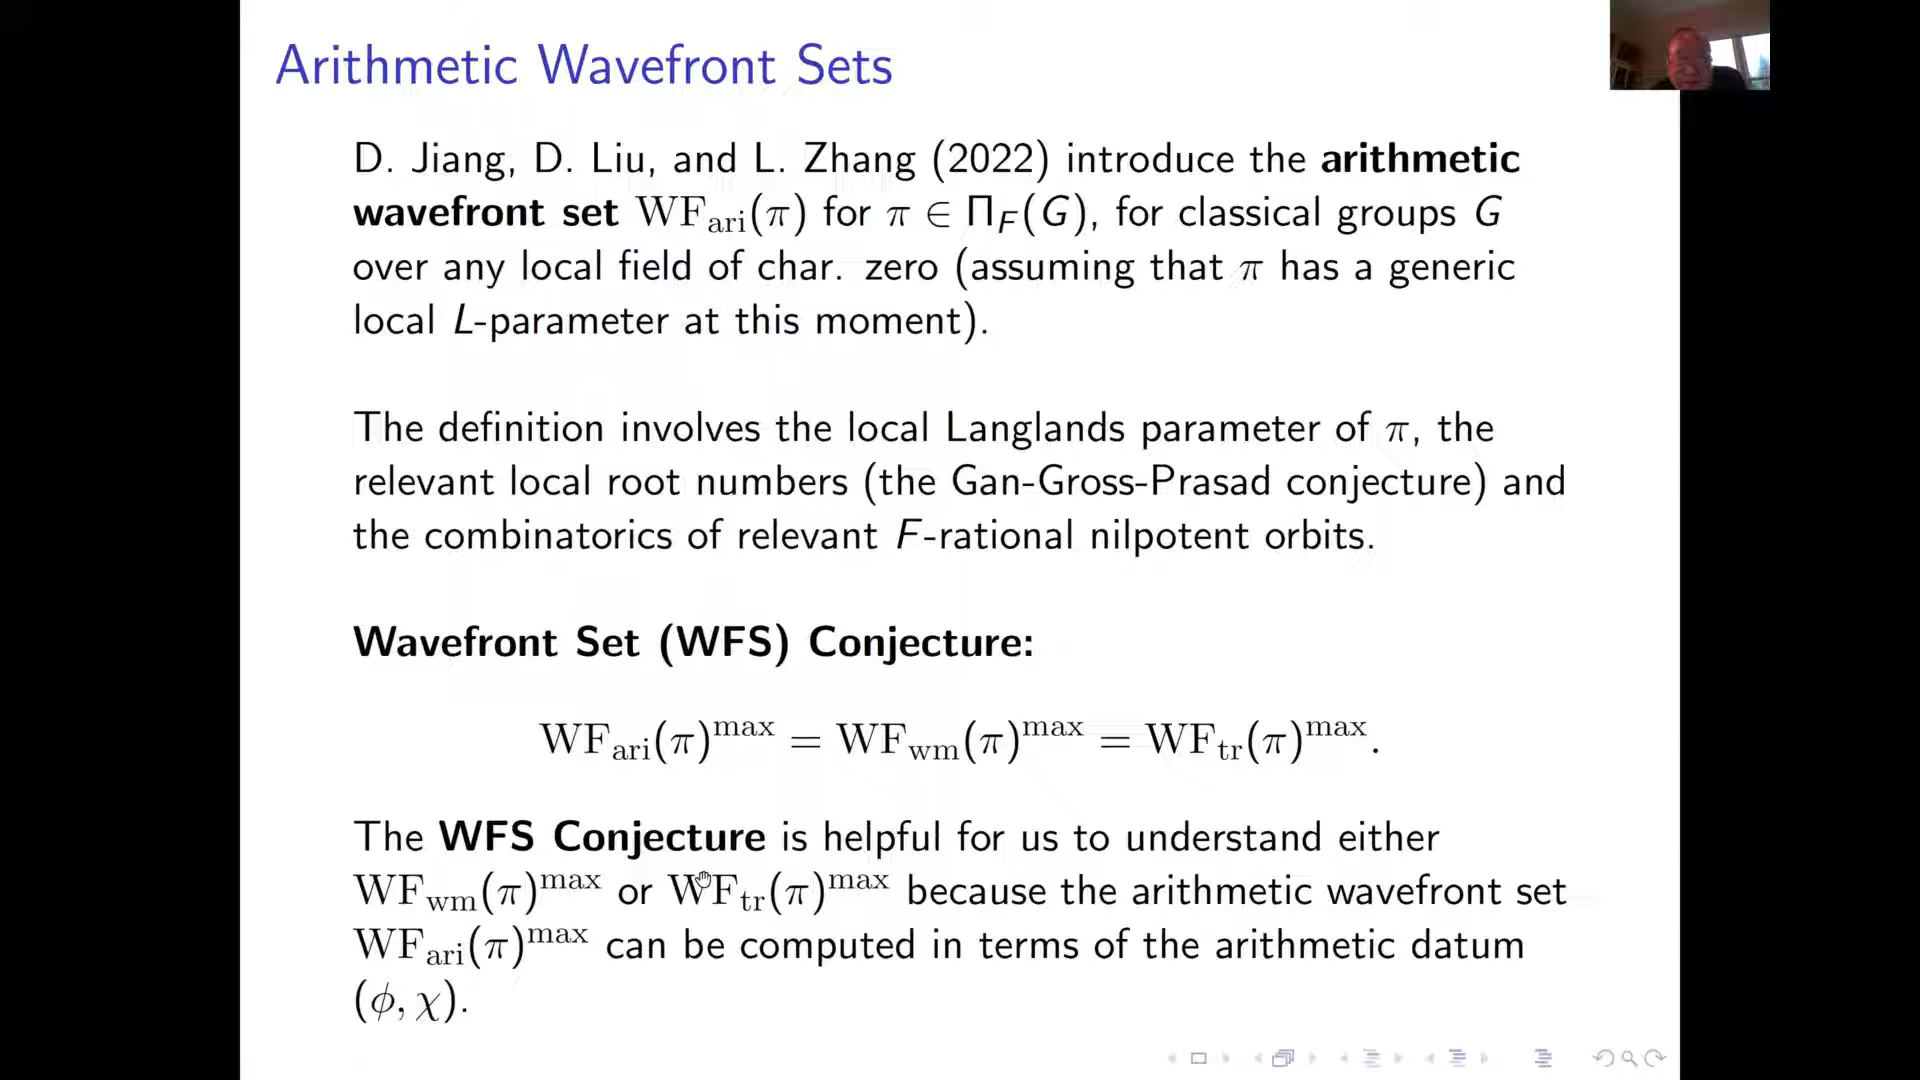 Arithmetic Wavefront Sets
D. Jiang, D. Liu, and L. Zhang (2022) introduce the arithmetic
wavefront set WF_ari(π) for π ∈ Π_F(G), for classical groups G
over any local field of char. zero (assuming that π has a generic
local L-parameter at this moment).
The definition involves the local Langlands parameter of π, the
relevant local root numbers (the Gan-Gross-Prasad conjecture) and
the combinatorics of relevant F-rational nilpotent orbits.
Wavefront Set (WFS) Conjecture:
WF_ari(π)^max = WF_wm(π)^max = WF_tr(π)^max.
The WFS Conjecture is helpful for us to understand either
WF_wm(π)^max or WF_tr(π)^max because the arithmetic wavefront set
WF_ari(π)^max can be computed in terms of the arithmetic datum
(ϕ, χ).